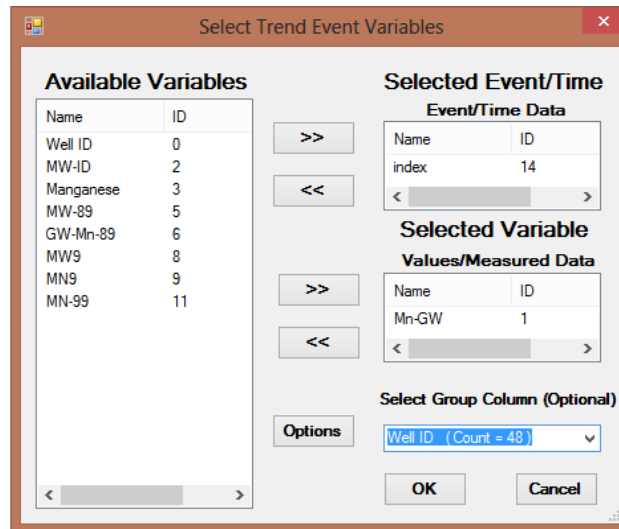 Select Trend Event Variables
×
Available Variables
Name ID
Well ID 0
MW-ID 2
Manganese 3
MW-89 5
GW-Mn-89 6
MW9 8
MN9 9
MN-99 11
>>
<<
>>
<<
Options
Selected Event/Time
Event/Time Data
Name ID
index 14
Selected Variable
Values/Measured Data
Name ID
Mn-GW 1
Select Group Column (Optional)
Well ID ( Count = 48 )
OK Cancel